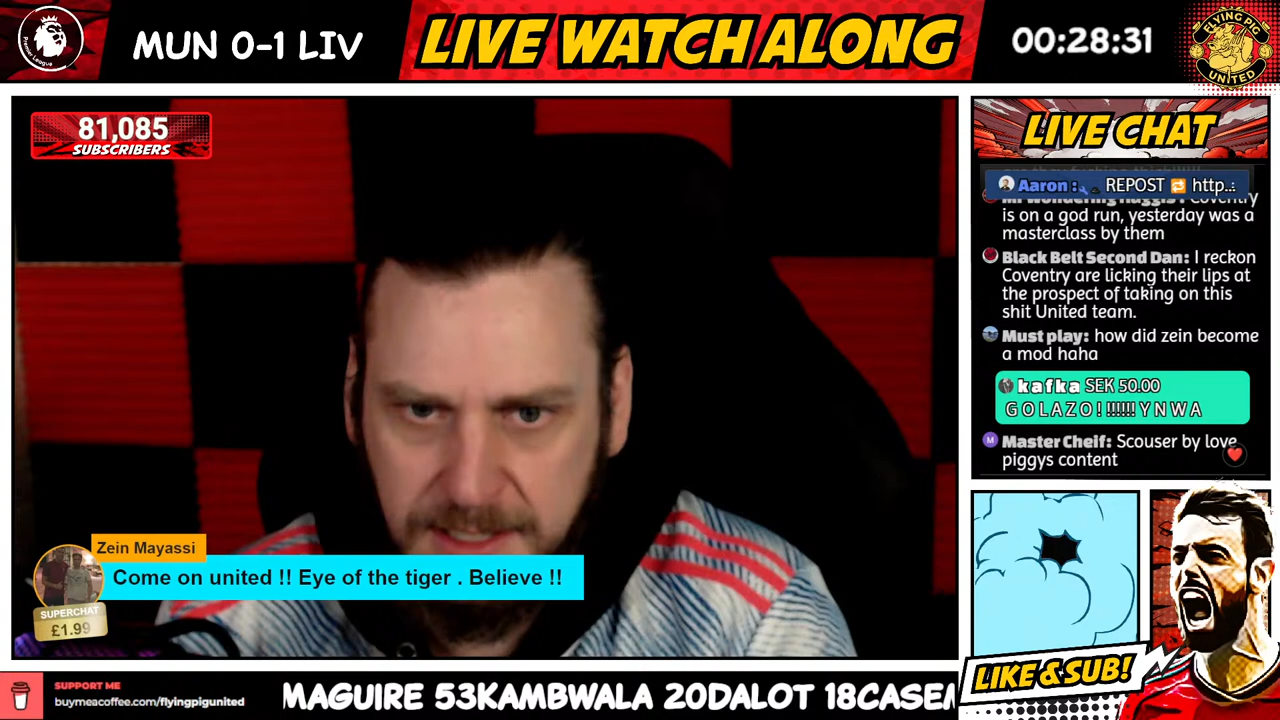 Premier League
MUN 0-1 LIV
LIVE WATCH ALONG
00:28:31
FLYING PIG
UNITED
81,085
SUBSCRIBERS
LIVE CHAT
Aaron : REPOST 🔁 http..:
is on a god run, yesterday was a
masterclass by them
Black Belt Second Dan: I reckon
Coventry are licking their lips at
the prospect of taking on this
shit United team.
Must play: how did zein become
a mod haha
kafka SEK 50.00
G O L A Z O ! !!!!!!! Y N W A
Master Cheif: Scouser by love
piggys content
Zein Mayassi
Come on united !! Eye of the tiger . Believe !!
SUPERCHAT
£1.99
LIKE & SUB!
SUPPORT ME
buymeacoffee.com/flyingpigunited
MAGUIRE 53KAMBWALA 20DALOT 18CASEM